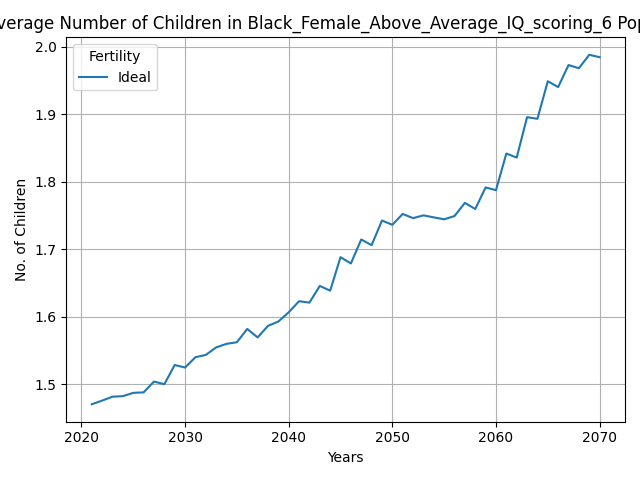 verage Number of Children in Black_Female_Above_Average_IQ_scoring_6 Pop
Fertility
Ideal
2.0
1.9
1.8
1.7
1.6
1.5
No. of Children
2020 2030 2040 2050 2060 2070
Years